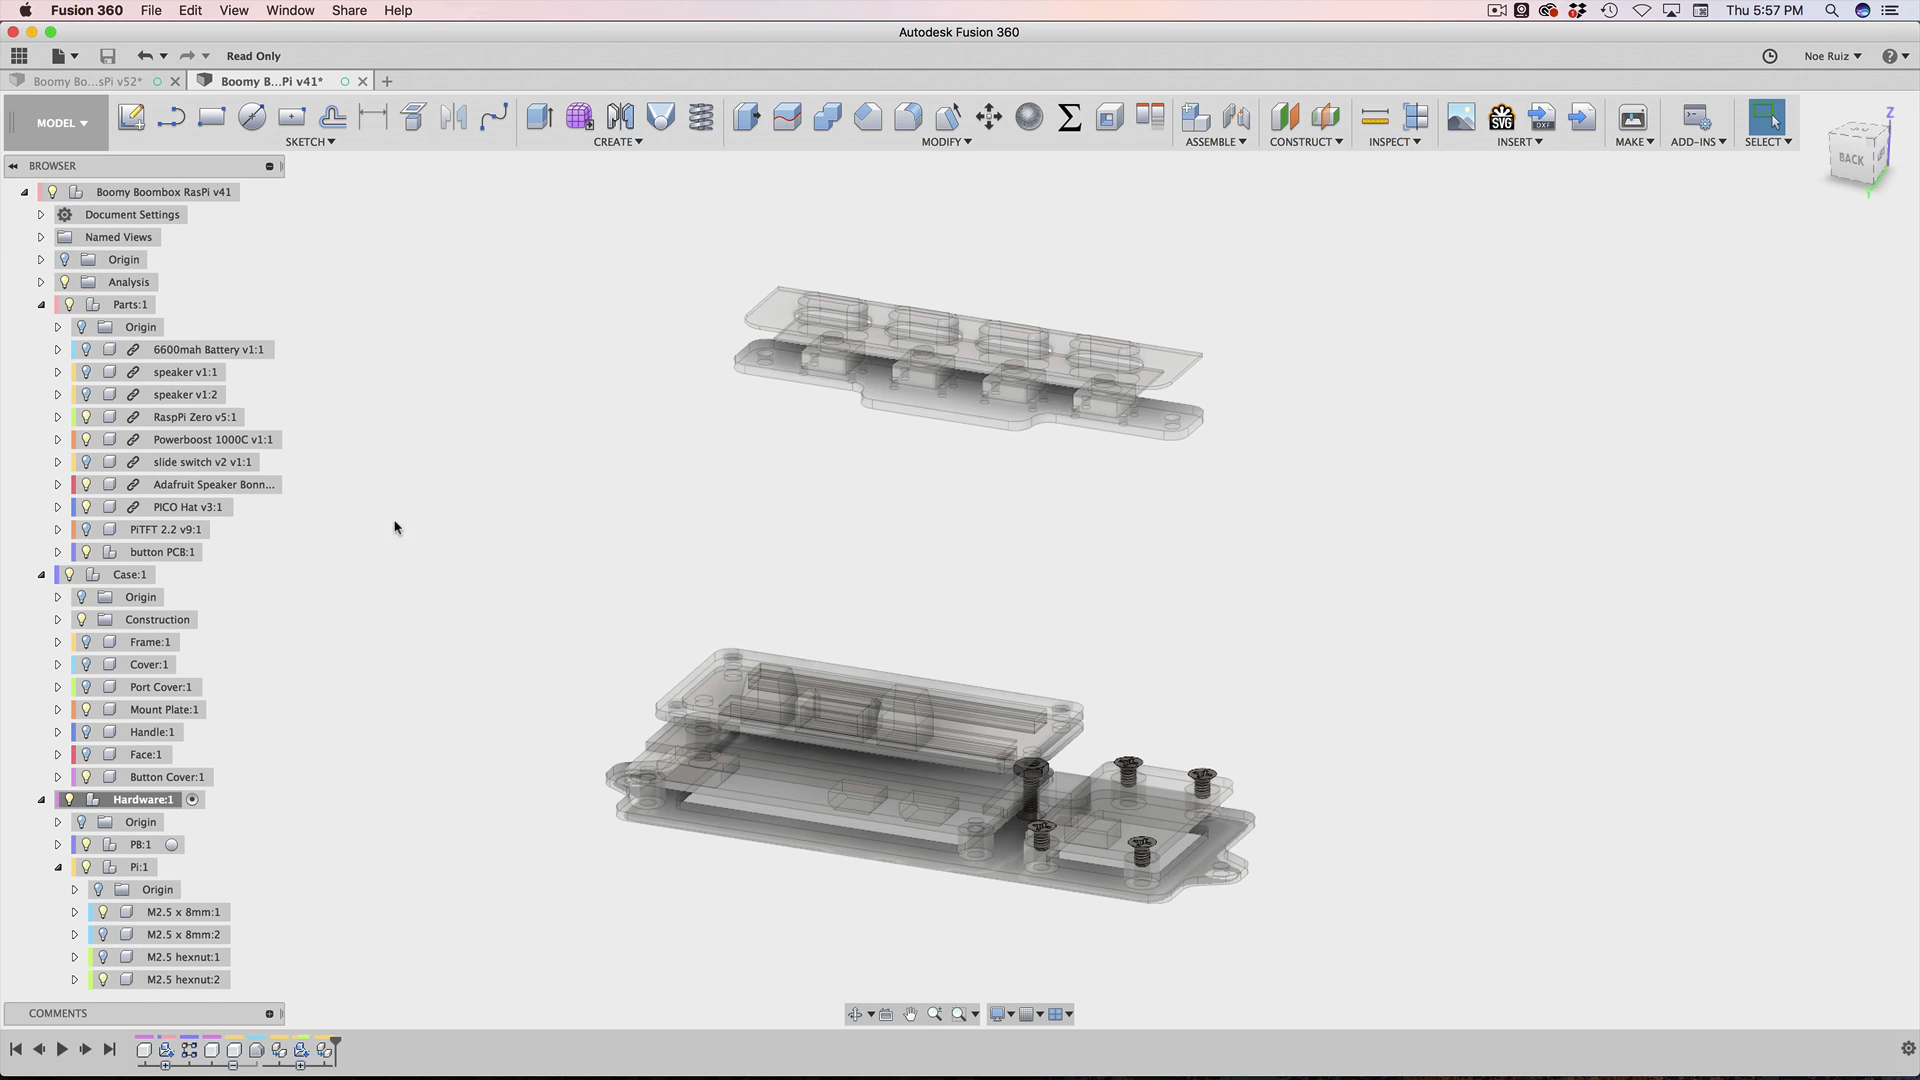 Fusion 360 File Edit View Window Share Help Thu 5:57 PM
Autodesk Fusion 360
Read Only Noe Ruiz
Boomy Bo...sPi v52* Boomy B...Pi v41*
MODEL SKETCH CREATE MODIFY ASSEMBLE CONSTRUCT INSPECT INSERT MAKE ADD-INS SELECT
SVG
DXF
Z
BACK
BROWSER
Boomy Boombox RasPi v41
Document Settings
Named Views
Origin
Analysis
Parts:1
Origin
6600mah Battery v1:1
speaker v1:1
speaker v1:2
RaspPi Zero v5:1
Powerboost 1000C v1:1
slide switch v2 v1:1
Adafruit Speaker Bonn...
PICO Hat v3:1
PiTFT 2.2 v9:1
button PCB:1
Case:1
Origin
Construction
Frame:1
Cover:1
Port Cover:1
Mount Plate:1
Handle:1
Face:1
Button Cover:1
Hardware:1
Origin
PB:1
Pi:1
Origin
M2.5 x 8mm:1
M2.5 x 8mm:2
M2.5 hexnut:1
M2.5 hexnut:2
COMMENTS